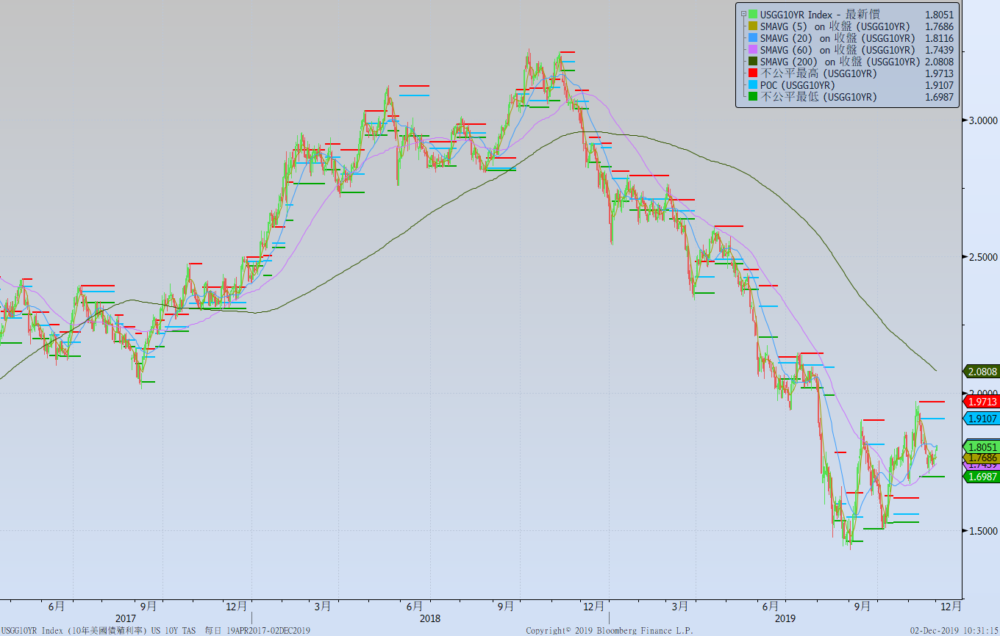 USGG10YR Index - 最新價 1.8051
SMAVG (5) on 收盤 (USGG10YR) 1.7686
SMAVG (20) on 收盤 (USGG10YR) 1.8116
SMAVG (60) on 收盤 (USGG10YR) 1.7439
SMAVG (200) on 收盤 (USGG10YR) 2.0808
不公平最高 (USGG10YR) 1.9713
POC (USGG10YR) 1.9107
不公平最低 (USGG10YR) 1.6987
3.0000
2.5000
2.0808
2.0000
1.9713
1.9107
1.8051
1.7686
1.7439
1.6987
1.5000
6月 9月 12月 3月 6月 9月 12月 3月 6月 9月 12月
2017 2018 2019
USGG10YR Index (10年美國債殖利率) US 10Y TAS 每日 19APR2017-02DEC2019 Copyright© 2019 Bloomberg Finance L.P. 02-Dec-2019 10:31:15